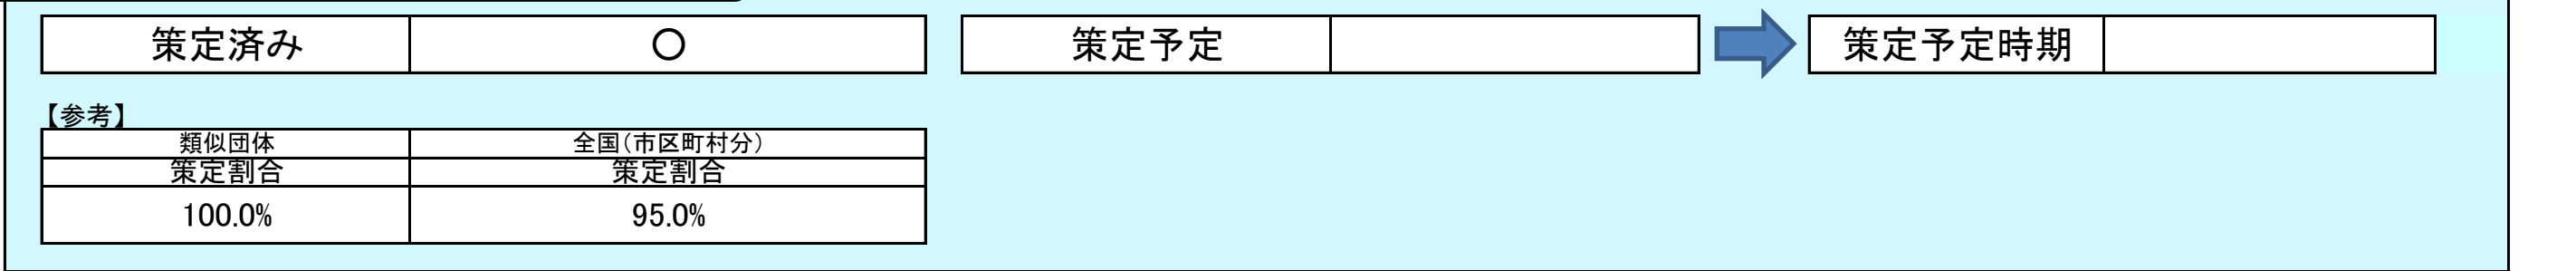 策定済み ○ 策定予定 策定予定時期
【参考】
類似団体 全国(市区町村分)
策定割合 策定割合
100.0% 95.0%